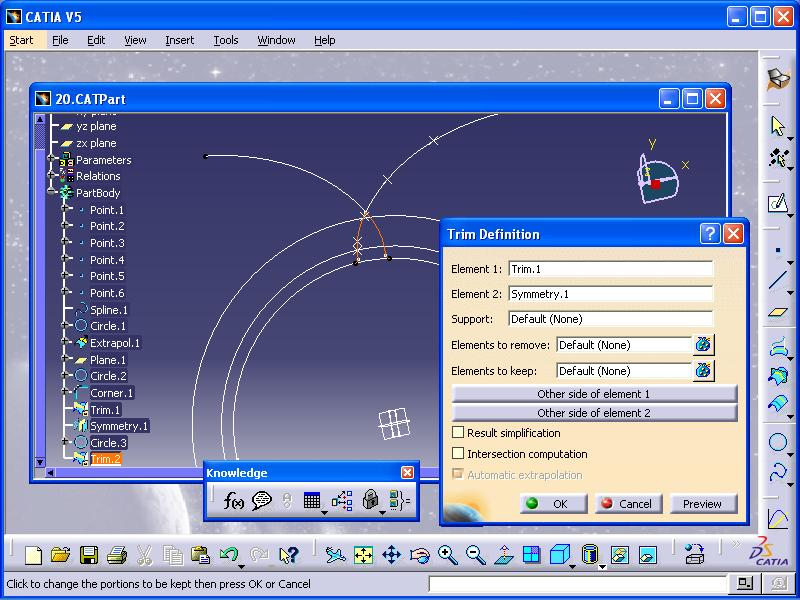 CATIA V5
Start File Edit View Insert Tools Window Help
20.CATPart
yz plane
zx plane
Parameters
Relations
PartBody
Point.1
Point.2
Point.3
Point.4
Point.5
Point.6
Spline.1
Circle.1
Extrapol.1
Plane.1
Circle.2
Corner.1
Trim.1
Symmetry.1
Circle.3
Trim.2
y
x
z
Trim Definition
Element 1: Trim.1
Element 2: Symmetry.1
Support: Default (None)
Elements to remove: Default (None)
Elements to keep: Default (None)
Other side of element 1
Other side of element 2
Result simplification
Intersection computation
Automatic extrapolation
OK Cancel Preview
Knowledge
f(x)
CATIA
Click to change the portions to be kept then press OK or Cancel